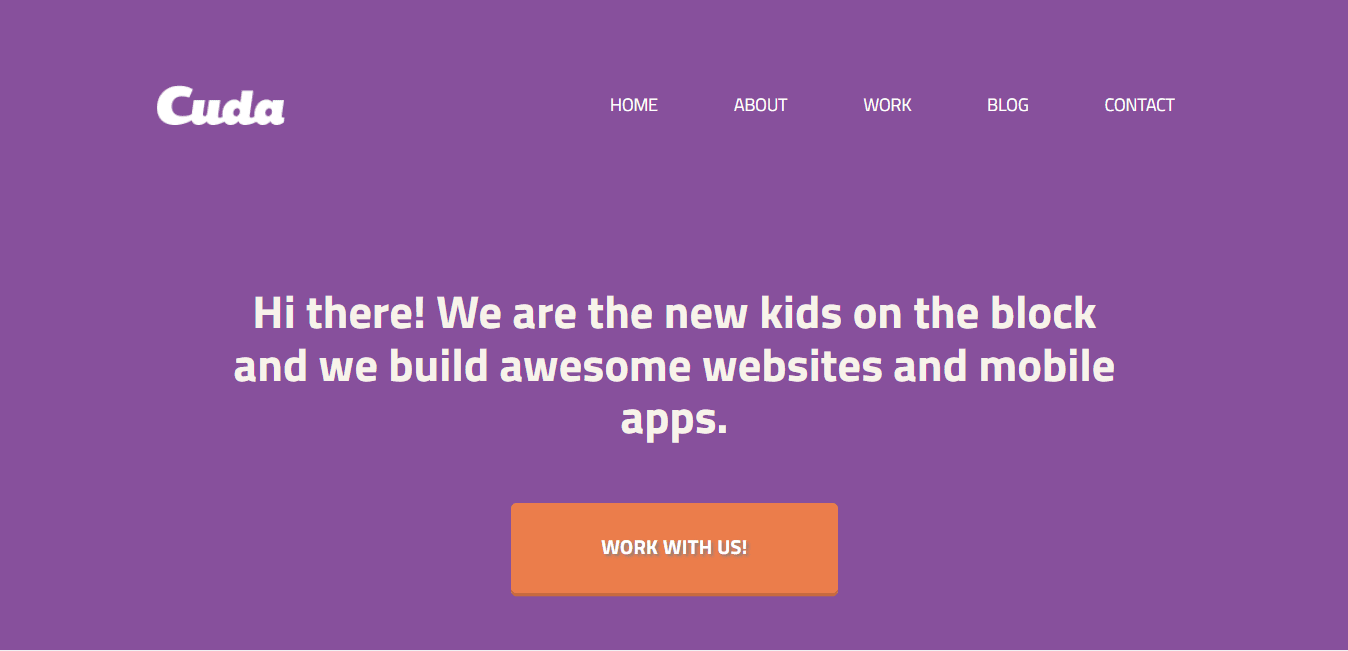 Cuda
HOME ABOUT WORK BLOG CONTACT
Hi there! We are the new kids on the block
and we build awesome websites and mobile
apps.
WORK WITH US!